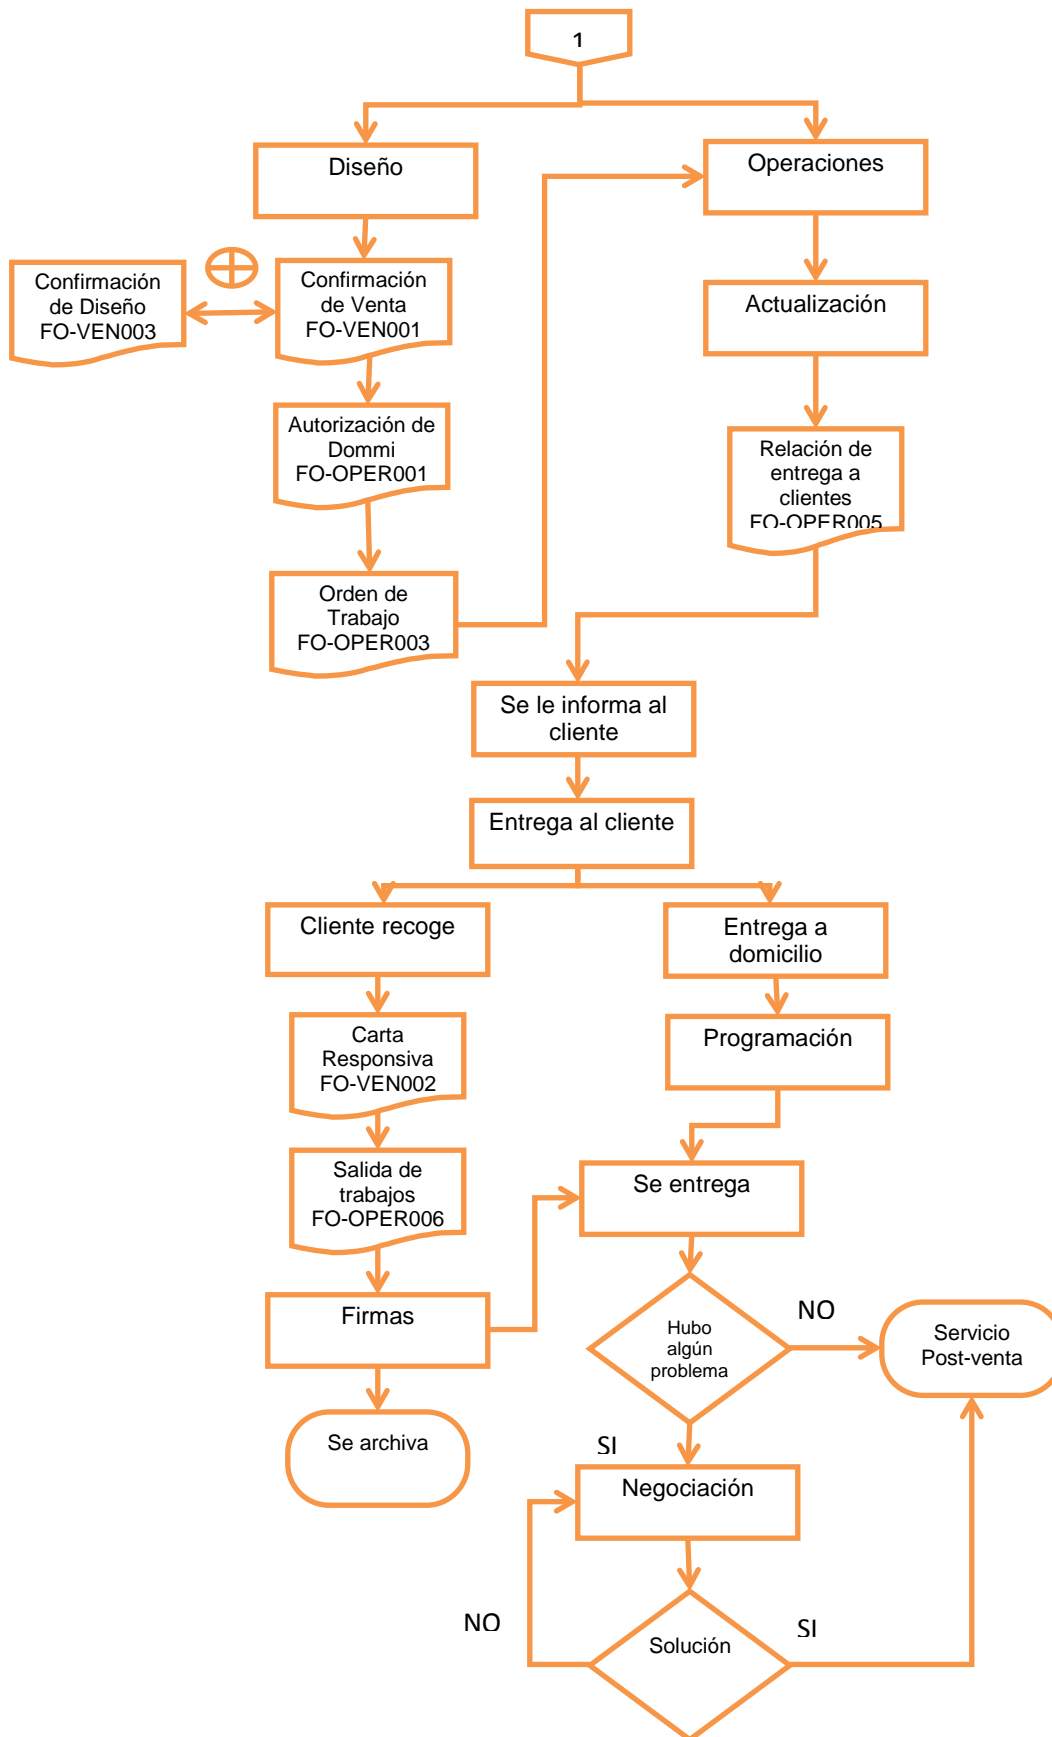 1
Diseño
Operaciones
Confirmación
de Diseño
FO-VEN003
Confirmación
de Venta
FO-VEN001
Actualización
Autorización de
Dommi
FO-OPER001
Relación de
entrega a
clientes
FO-OPER005
Orden de
Trabajo
FO-OPER003
Se le informa al
cliente
Entrega al cliente
Cliente recoge
Entrega a
domicilio
Carta
Responsiva
FO-VEN002
Programación
Salida de
trabajos
FO-OPER006
Se entrega
Firmas
Hubo
algún
problema
NO
Servicio
Post-venta
Se archiva
SI
Negociación
NO
Solución
SI